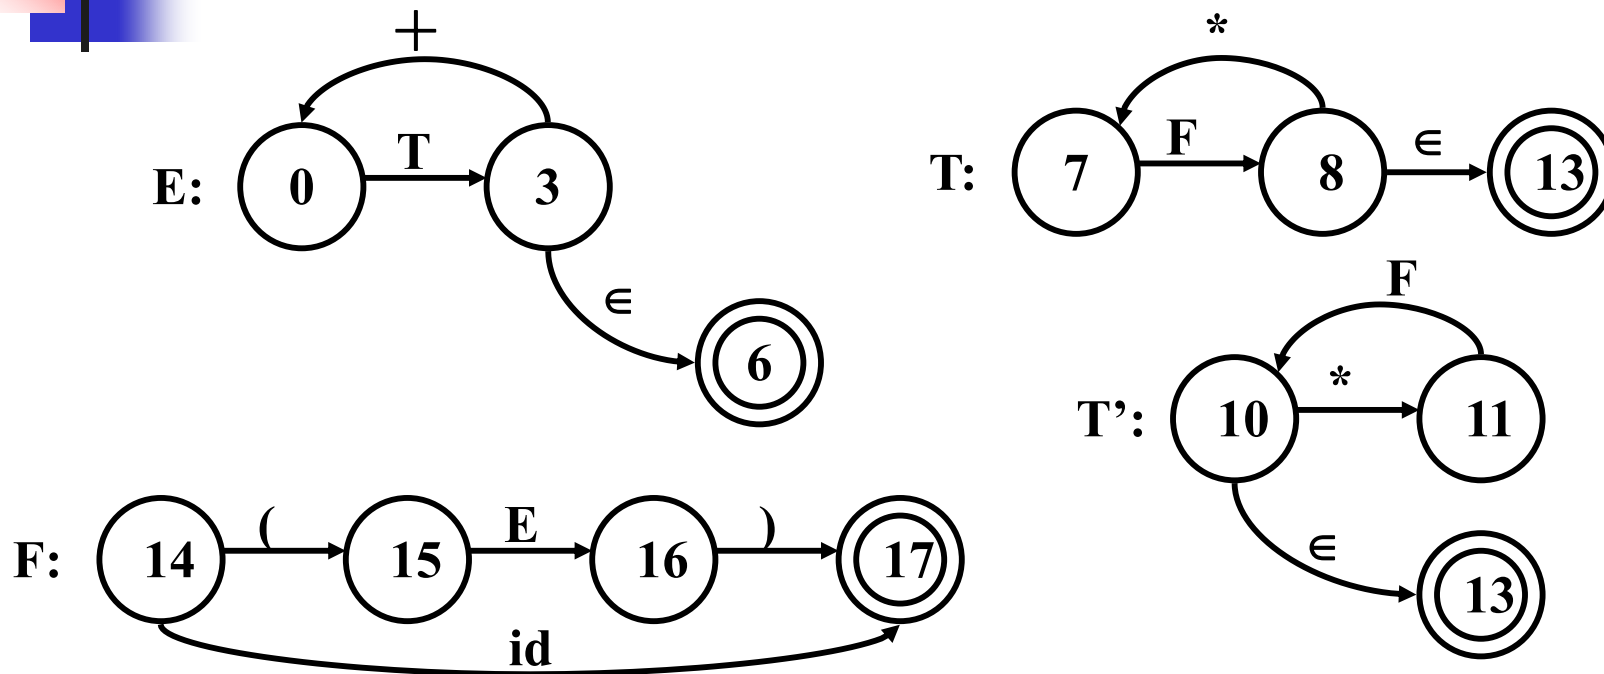 +
T
E: 0 3
∈
6
*
F ∈
T: 7 8 13
F
*
T’: 10 11
∈
13
( E )
F: 14 15 16 17
id